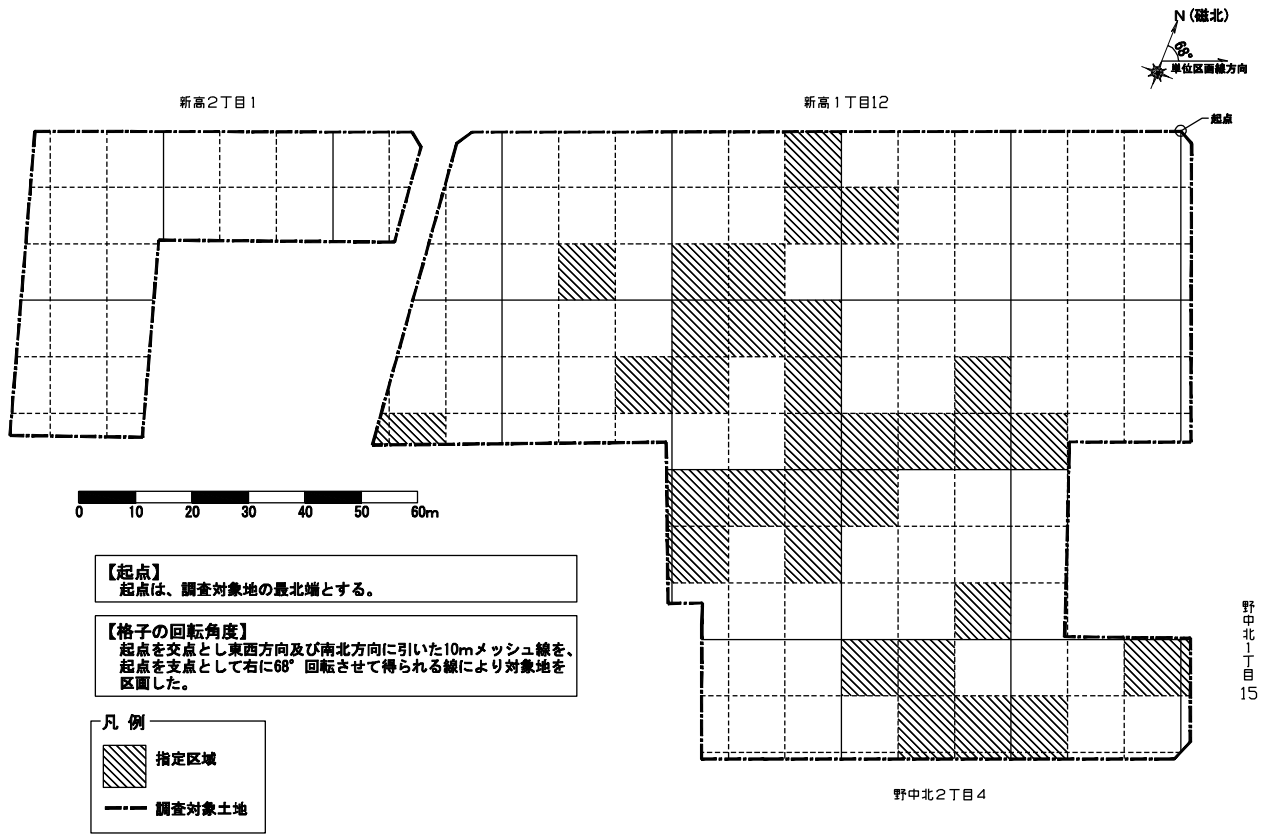 N(磁北)
68°
単位区画線方向
新高2丁目1
新高1丁目12
起点
0 10 20 30 40 50 60m
【起点】
起点は、調査対象地の最北端とする。
【格子の回転角度】
起点を交点とし東西方向及び南北方向に引いた10mメッシュ線を、
起点を支点として右に68°回転させて得られる線により対象地を
区画した。
凡 例
指定区域
調査対象土地
野中北1丁目15
野中北2丁目4